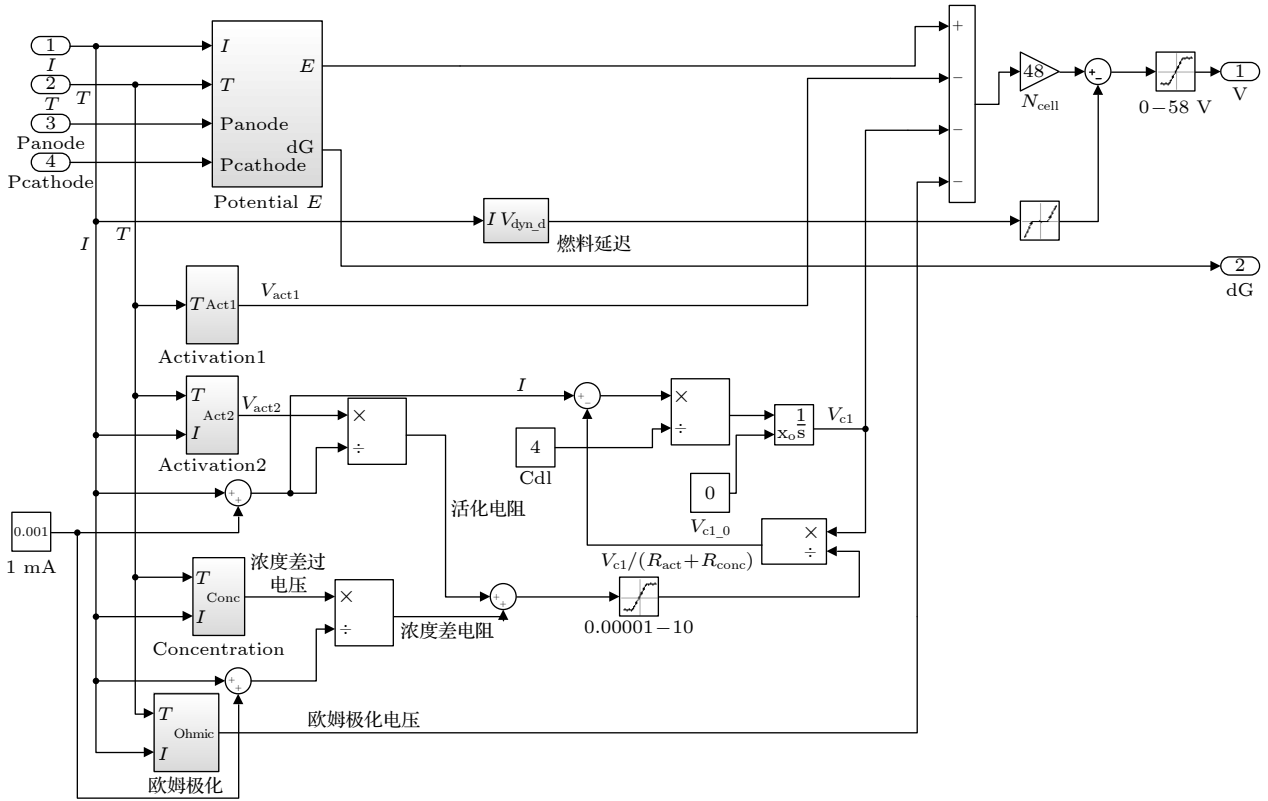 1
I
2
T
T
3
Panode
4
Pcathode
I
T
Panode
Pcathode
E
dG
Potential E
+
−
−
−
48
N_cell
+
−
0−58 V
1
V
I
T
I V_dyn_d
燃料延迟
2
dG
T Act1
V_act1
Activation1
T
I
Act2
V_act2
Activation2
×
÷
I
+
−
4
Cdl
×
÷
0
V_c1_0
1
s
x_o
V_c1
+
+
活化电阻
0.001
1 mA
×
÷
V_c1/(R_act+R_conc)
T
I
Conc
浓度差过
电压
Concentration
×
÷
浓度差电阻
+
+
0.00001−10
+
+
T
I
Ohmic
欧姆极化电压
欧姆极化